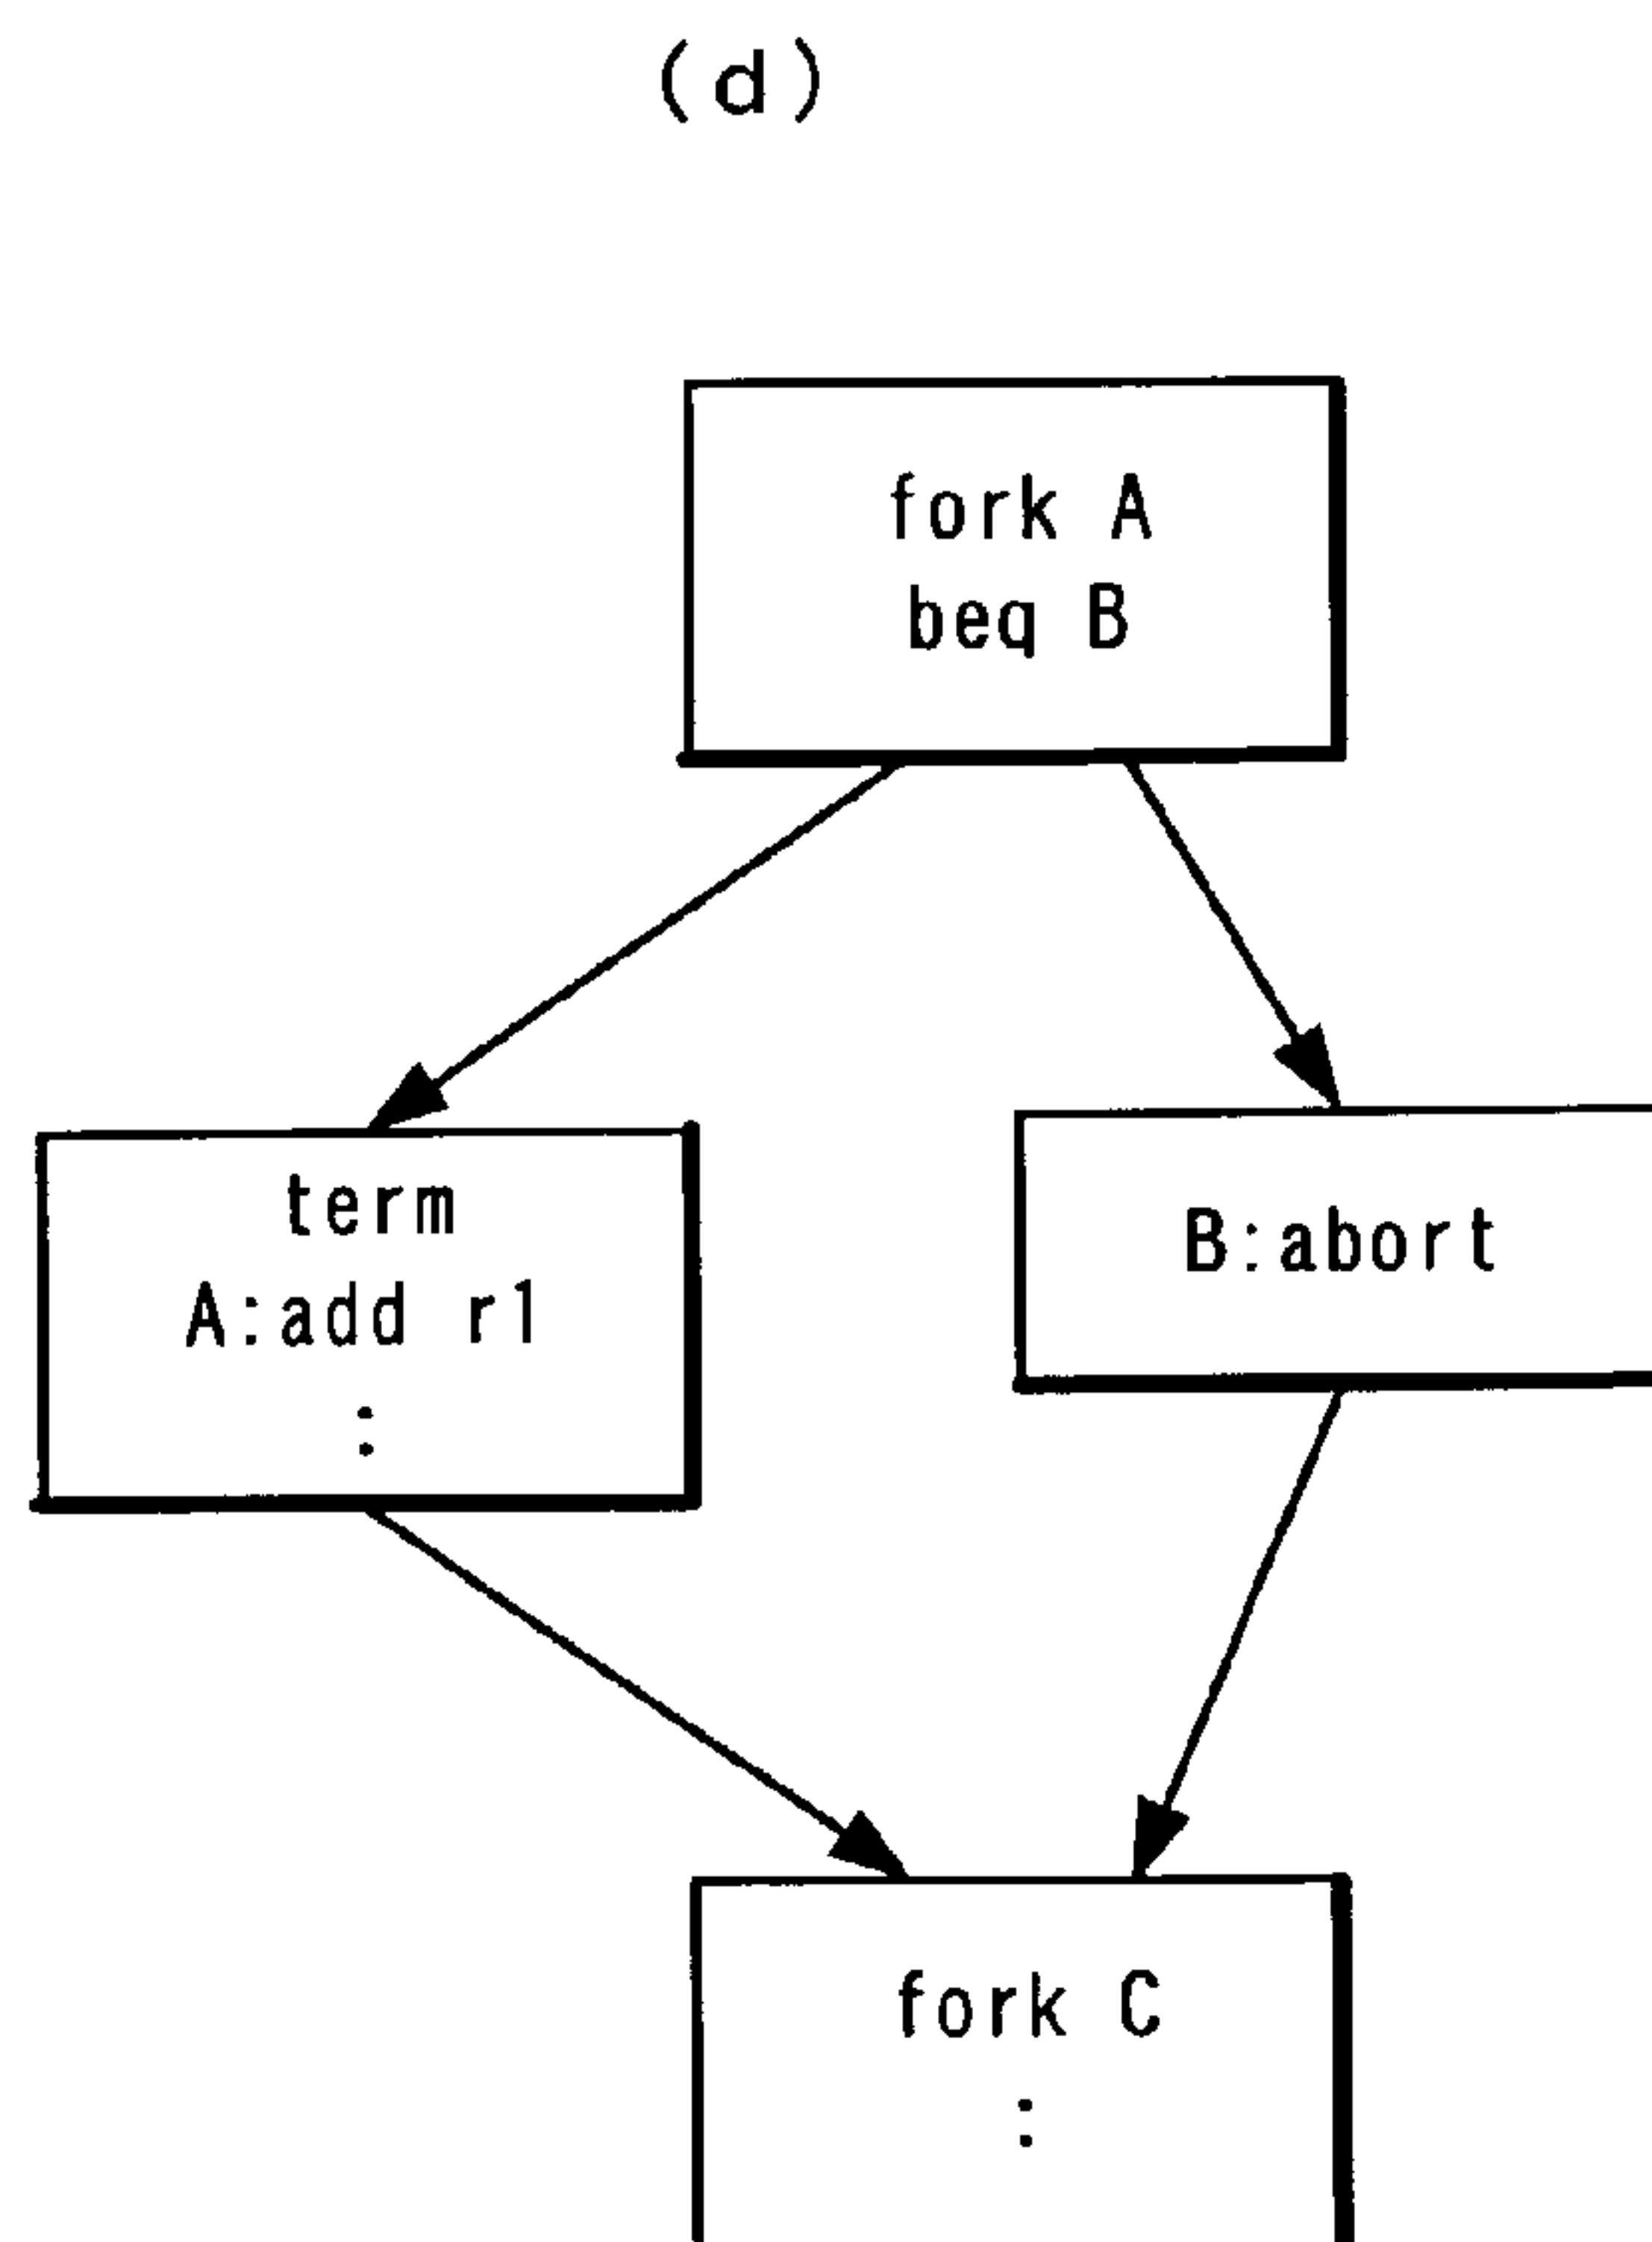 (d)
fork A
beq B
term
A:add r1
:
B:abort
fork C
: